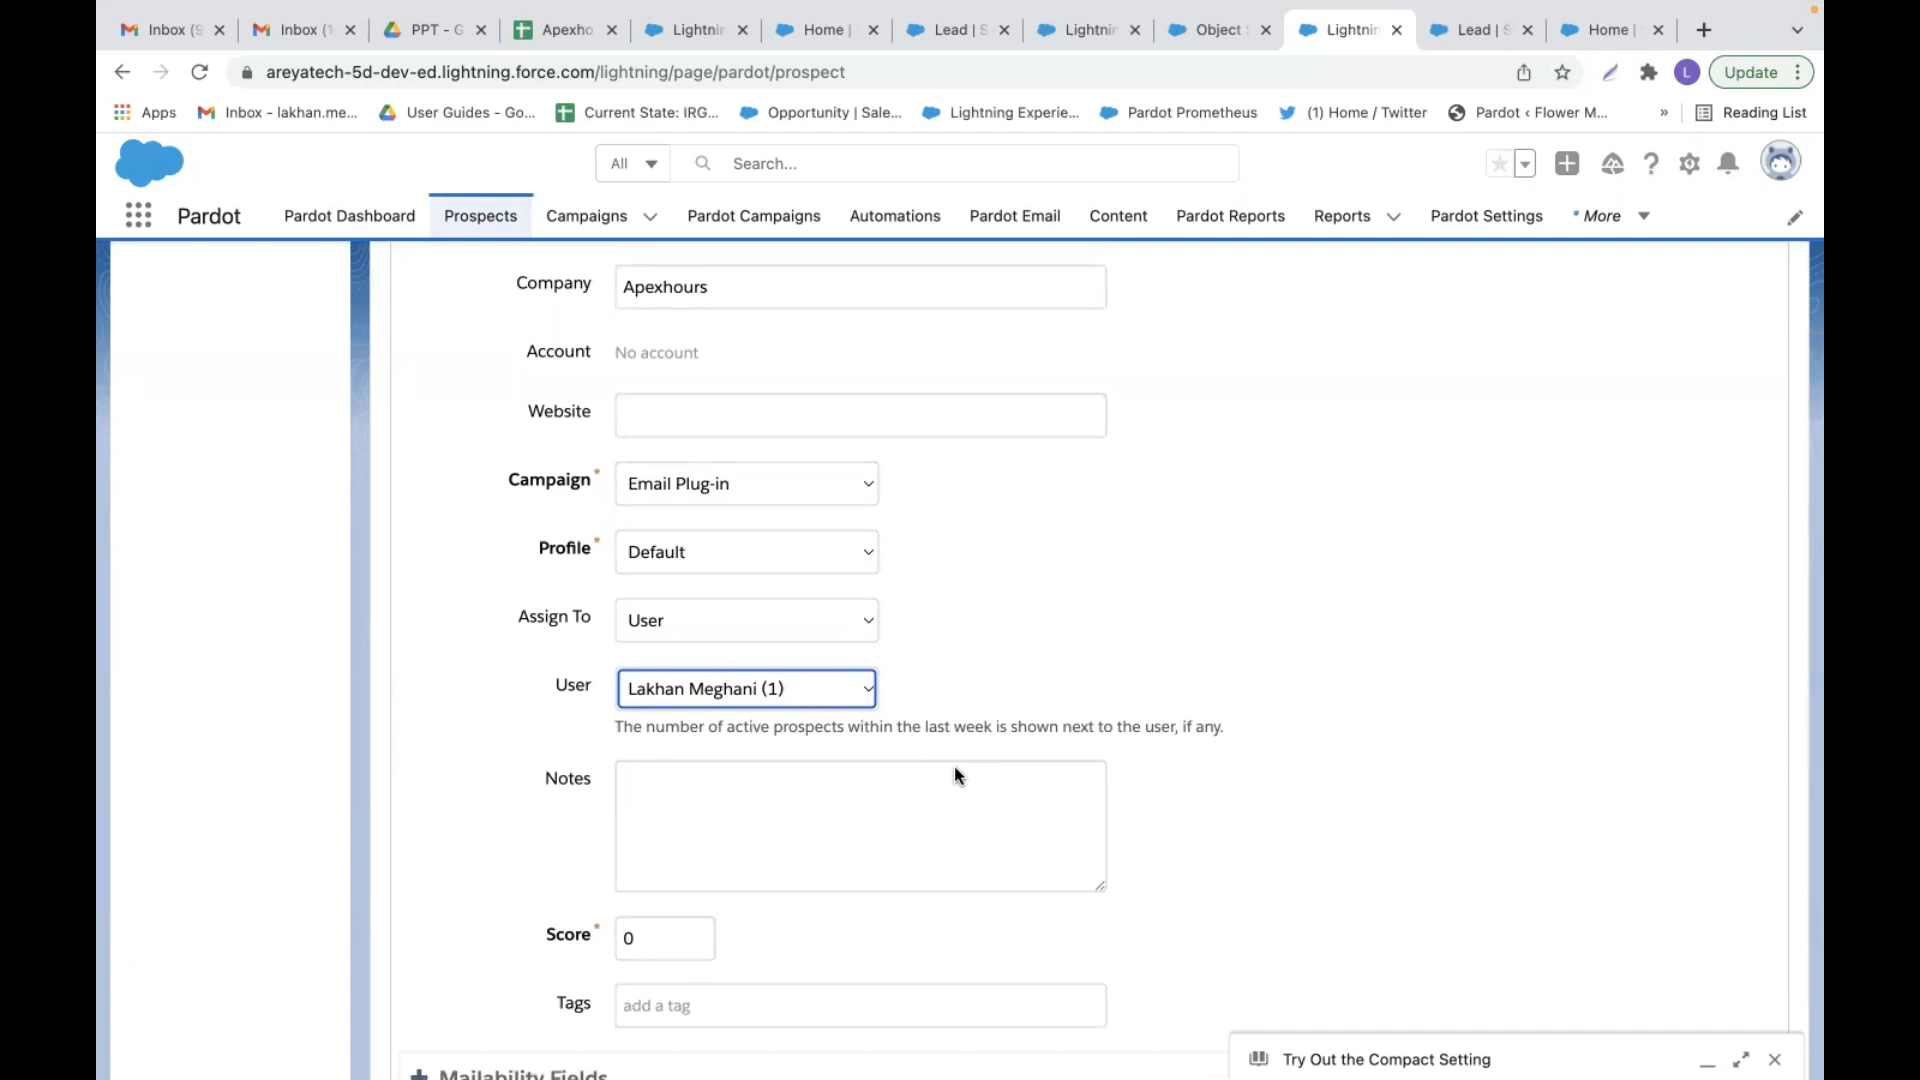 Inbox (9
Inbox (1
PPT - G
Apexho
Lightnin
Home |
Lead | S
Lightnin
Object
Lightnin
Lead | S
Home |
areyatech-5d-dev-ed.lightning.force.com/lightning/page/pardot/prospect
L
Update
Apps
Inbox - lakhan.me...
User Guides - Go...
Current State: IRG...
Opportunity | Sale...
Lightning Experie...
Pardot Prometheus
(1) Home / Twitter
Pardot ‹ Flower M...
»
Reading List
All
Search...
Pardot
Pardot Dashboard
Prospects
Campaigns
Pardot Campaigns
Automations
Pardot Email
Content
Pardot Reports
Reports
Pardot Settings
* More
Company
Apexhours
Account
No account
Website
Campaign *
Email Plug-in
Profile *
Default
Assign To
User
User
Lakhan Meghani (1)
The number of active prospects within the last week is shown next to the user, if any.
Notes
Score *
0
Tags
add a tag
Mailability Fields
Try Out the Compact Setting